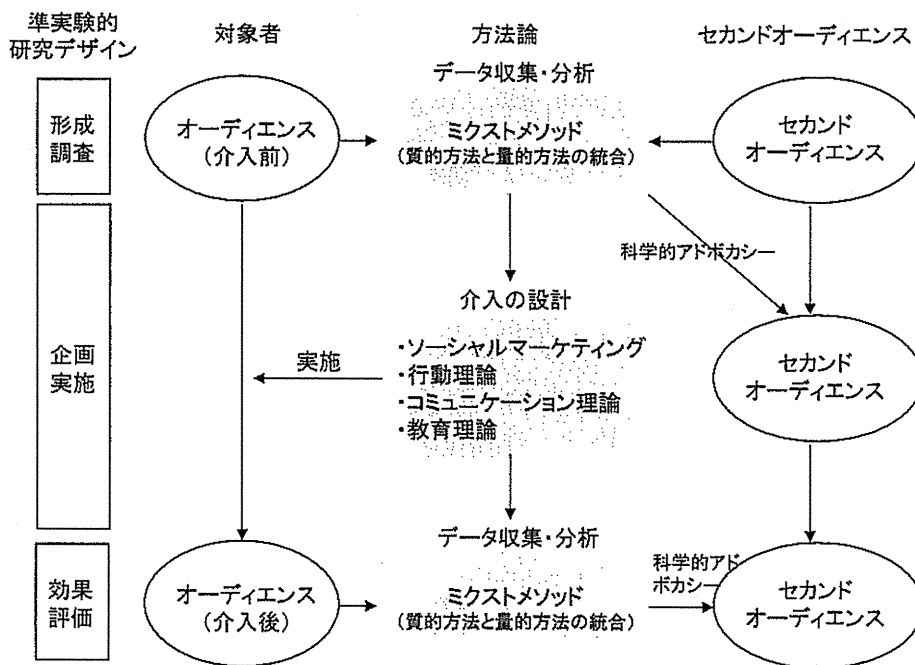 準実験的
研究デザイン
対象者
方法論
セカンドオーディエンス
データ収集・分析
形成
調査
オーディエンス
(介入前)
ミクストメソッド
(質的方法と量的方法の統合)
セカンド
オーディエンス
科学的アドボカシー
介入の設計
企画
実施
実施
・ソーシャルマーケティング
・行動理論
・コミュニケーション理論
・教育理論
セカンド
オーディエンス
データ収集・分析
効果
評価
オーディエンス
(介入後)
ミクストメソッド
(質的方法と量的方法の統合)
科学的アド
ボカシー
セカンド
オーディエンス